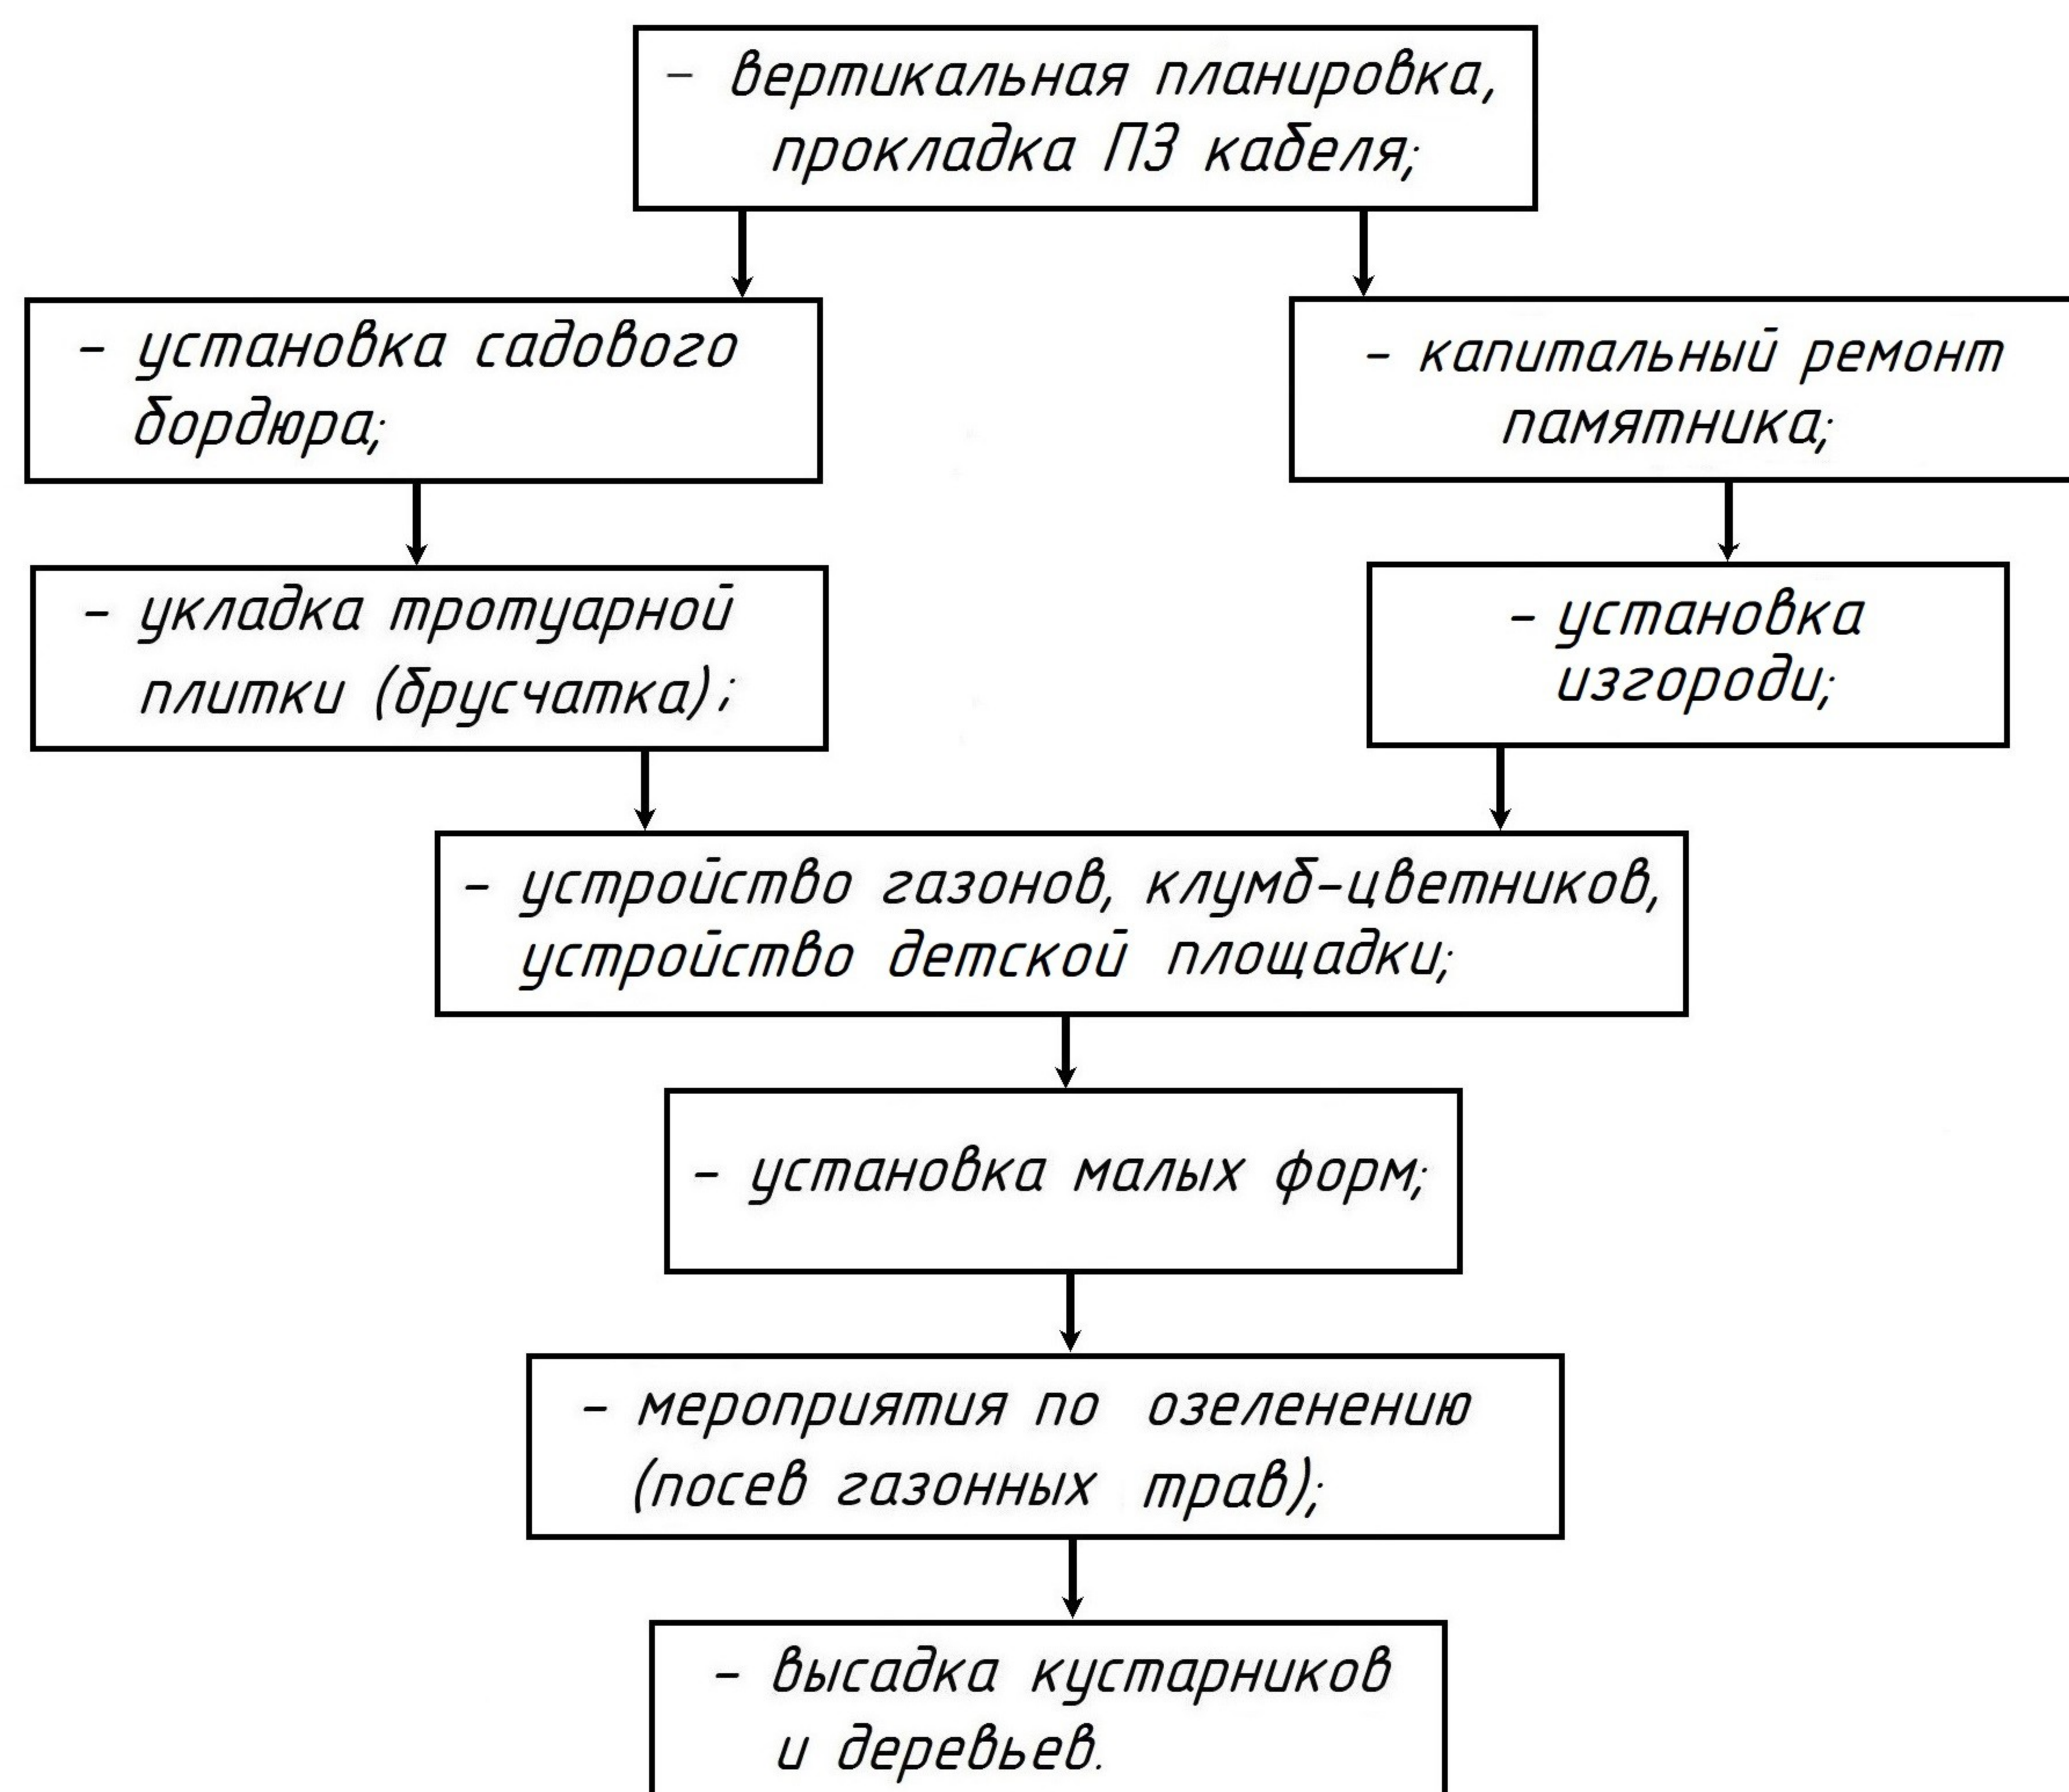 - вертикальная планировка,
прокладка ПЗ кабеля;
- установка садового
бордюра;
- капитальный ремонт
памятника;
- укладка тротуарной
плитки (брусчатка);
- установка
изгороди;
- устройство газонов, клумб-цветников,
устройство детской площадки;
- установка малых форм;
- мероприятия по озеленению
(посев газонных трав);
- высадка кустарников
и деревьев.